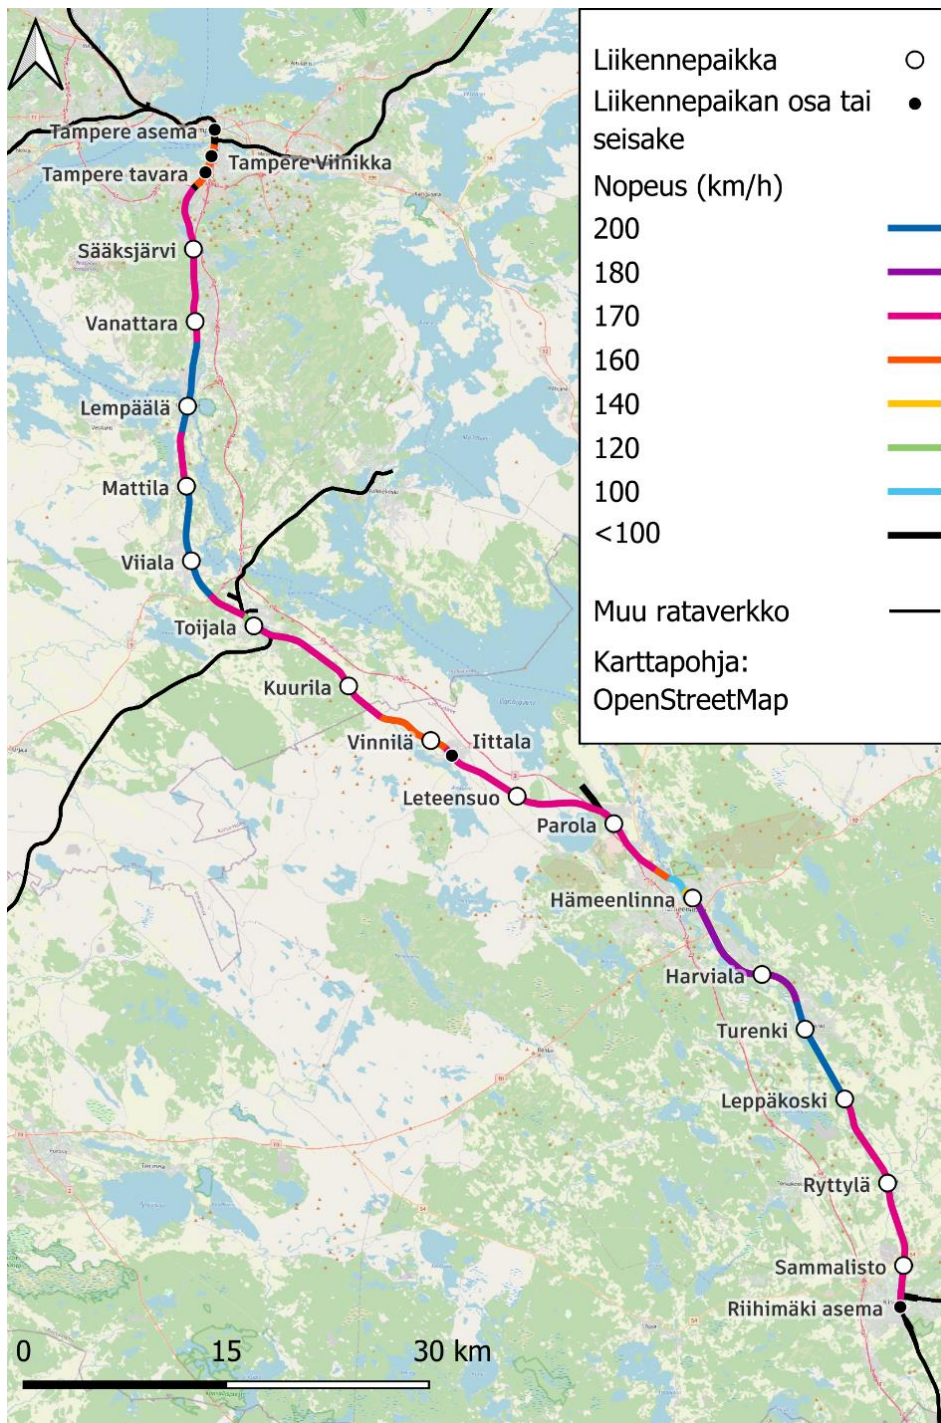 Liikennepaikka
Liikennepaikan osa tai
seisake
Nopeus (km/h)
200
180
170
160
140
120
100
<100
Muu rataverkko
Karttapohja:
OpenStreetMap
Tampere asema
Tampere Viinikka
Tampere tavara
Sääksjärvi
Vanattara
Lempäälä
Mattila
Viiala
Toijala
Kuurila
Vinnilä
Iittala
Leteensuo
Parola
Hämeenlinna
Harviala
Turenki
Leppäkoski
Ryttylä
Sammalisto
Riihimäki asema
0 15 30 km